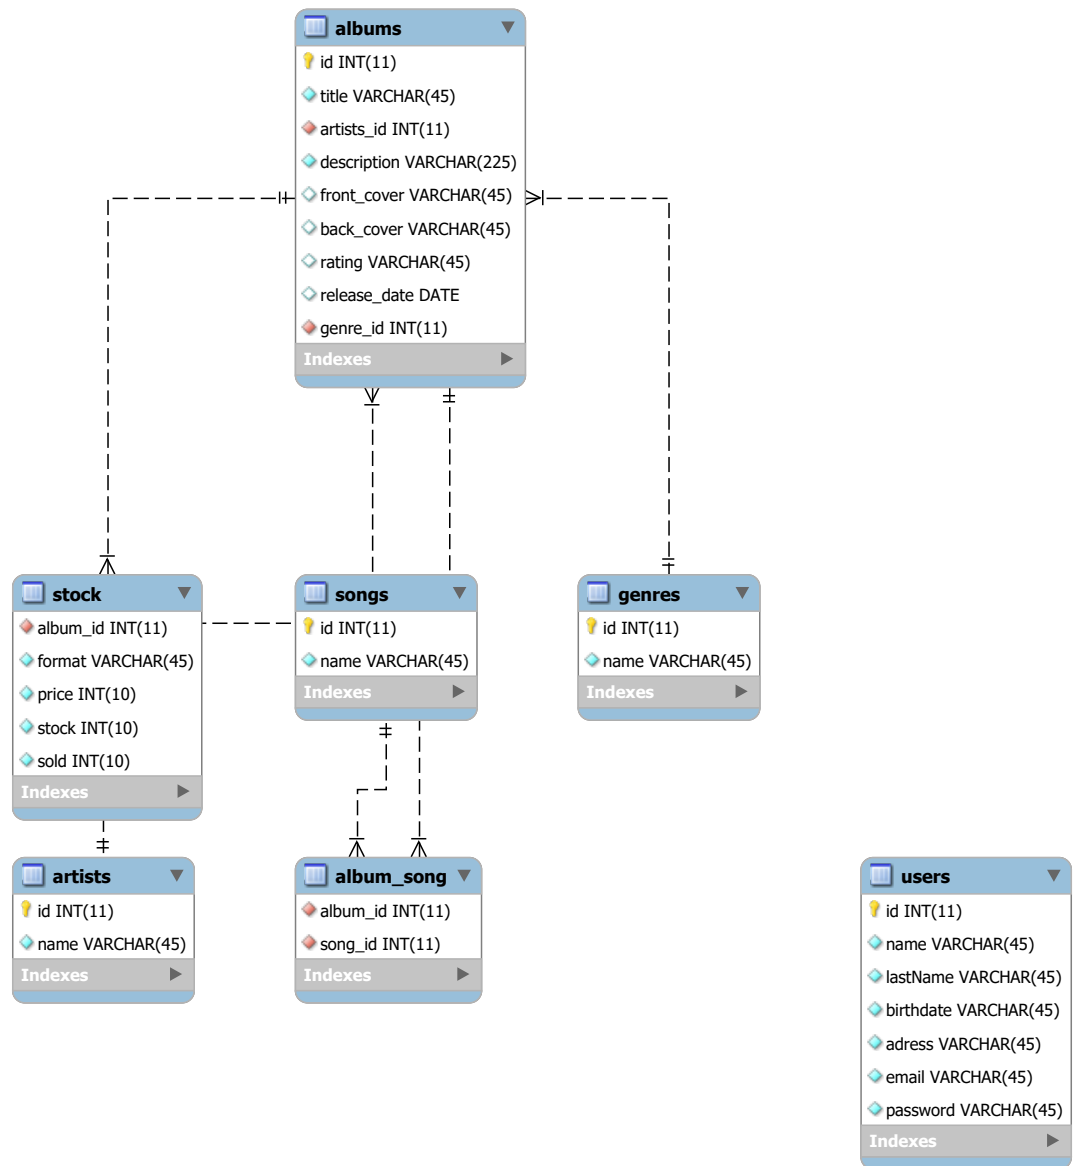 albums
id INT(11)
title VARCHAR(45)
artists_id INT(11)
description VARCHAR(225)
front_cover VARCHAR(45)
back_cover VARCHAR(45)
rating VARCHAR(45)
release_date DATE
genre_id INT(11)
Indexes
stock
album_id INT(11)
format VARCHAR(45)
price INT(10)
stock INT(10)
sold INT(10)
Indexes
songs
id INT(11)
name VARCHAR(45)
Indexes
genres
id INT(11)
name VARCHAR(45)
Indexes
artists
id INT(11)
name VARCHAR(45)
Indexes
album_song
album_id INT(11)
song_id INT(11)
Indexes
users
id INT(11)
name VARCHAR(45)
lastName VARCHAR(45)
birthdate VARCHAR(45)
adress VARCHAR(45)
email VARCHAR(45)
password VARCHAR(45)
Indexes